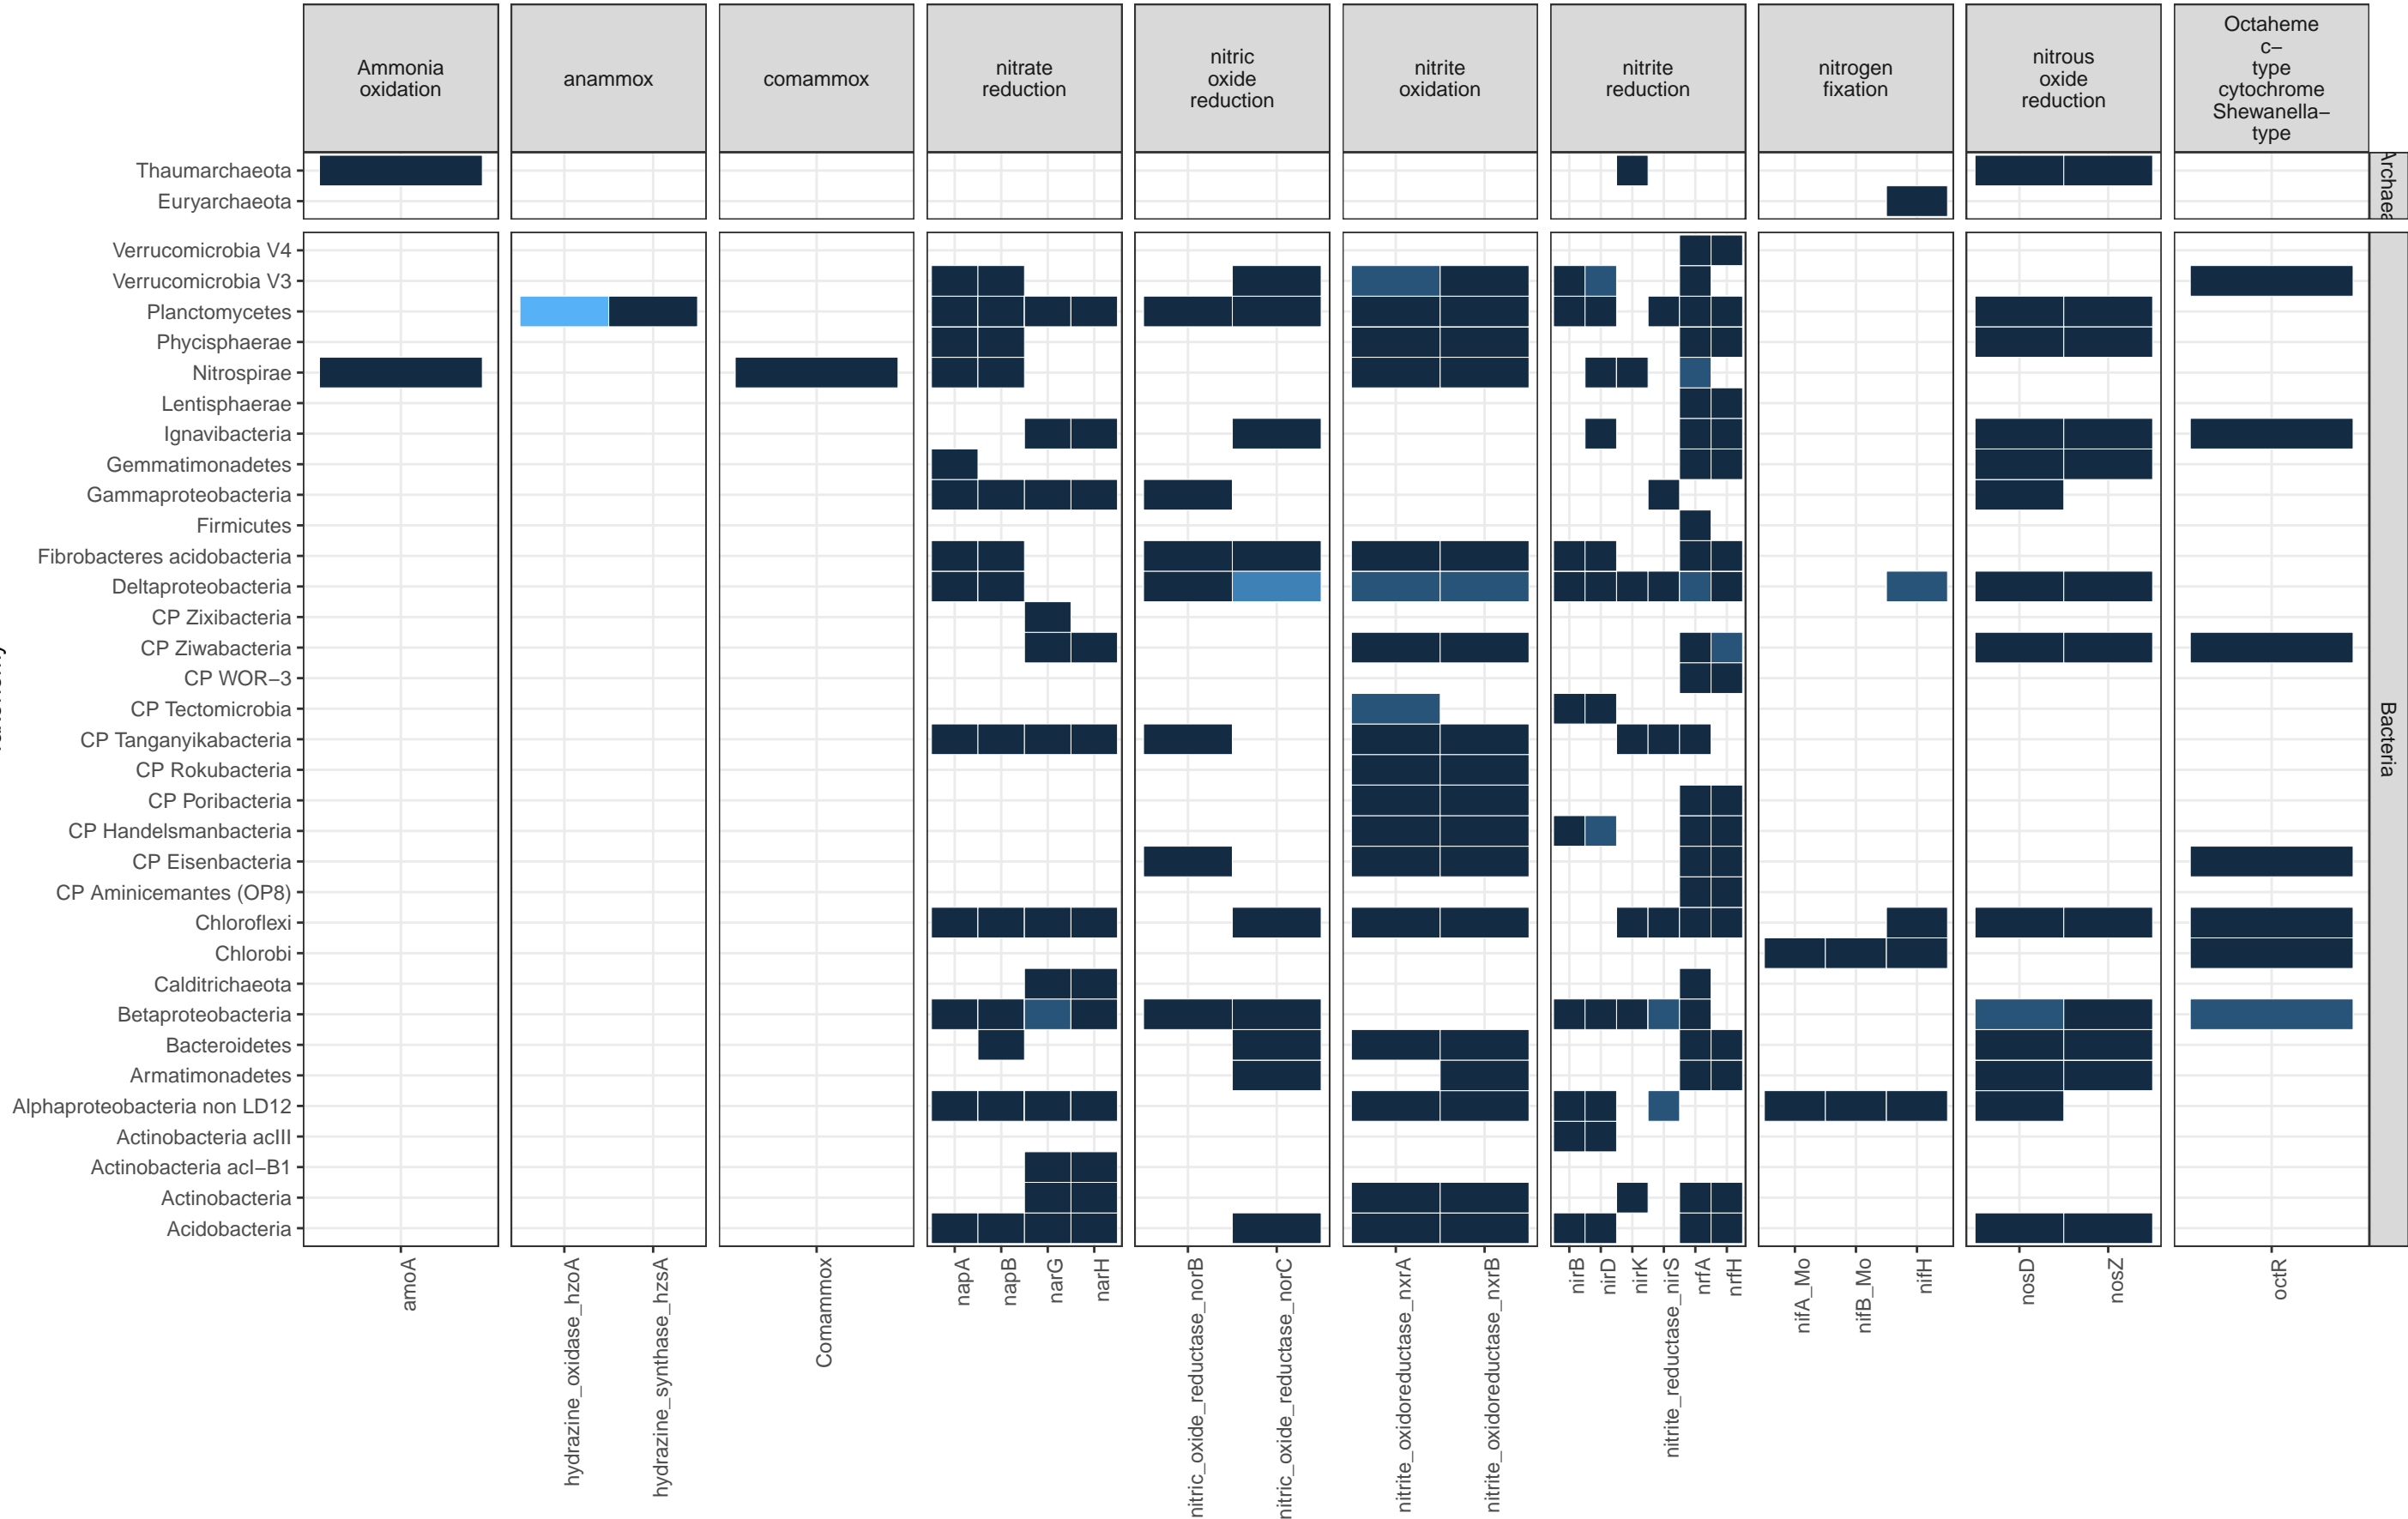 Ammonia
oxidation
anammox
comammox
nitrate
reduction
nitric
oxide
reduction
nitrite
oxidation
nitrite
reduction
nitrogen
fixation
nitrous
oxide
reduction
Octaheme
c–
type
cytochrome
Shewanella–
type
Thaumarchaeota
Euryarchaeota
Archaea
Verrucomicrobia V4
Verrucomicrobia V3
Planctomycetes
Phycisphaerae
Nitrospirae
Lentisphaerae
Ignavibacteria
Gemmatimonadetes
Gammaproteobacteria
Firmicutes
Fibrobacteres acidobacteria
Deltaproteobacteria
CP Zixibacteria
CP Ziwabacteria
CP WOR–3
CP Tectomicrobia
CP Tanganyikabacteria
CP Rokubacteria
CP Poribacteria
CP Handelsmanbacteria
CP Eisenbacteria
CP Aminicemantes (OP8)
Chloroflexi
Chlorobi
Calditrichaeota
Betaproteobacteria
Bacteroidetes
Armatimonadetes
Alphaproteobacteria non LD12
Actinobacteria acIII
Actinobacteria acI–B1
Actinobacteria
Acidobacteria
Bacteria
amoA
hydrazine_oxidase_hzoA
hydrazine_synthase_hzsA
Comammox
napA
napB
narG
narH
nitric_oxide_reductase_norB
nitric_oxide_reductase_norC
nitrite_oxidoreductase_nxrA
nitrite_oxidoreductase_nxrB
nirB
nirD
nirK
nitrite_reductase_nirS
nrfA
nrfH
nifA_Mo
nifB_Mo
nifH
nosD
nosZ
octR